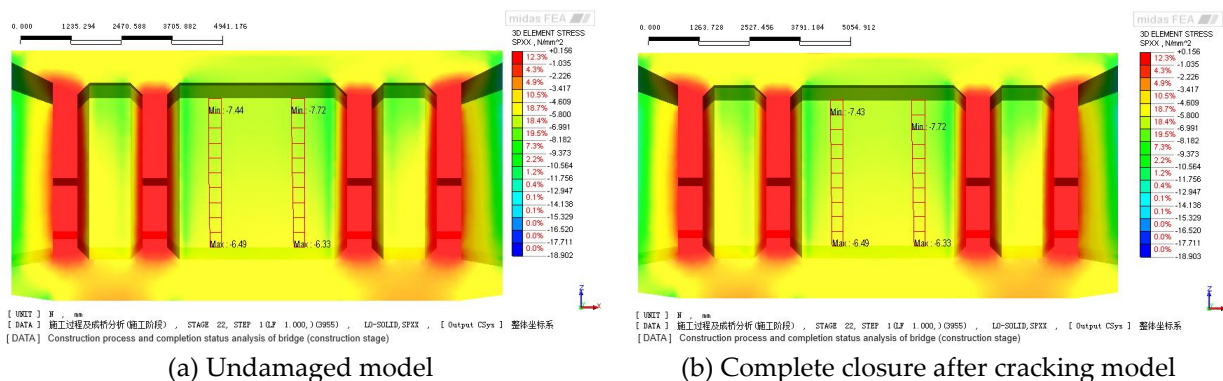 0.000 1235.294 2470.588 3705.882 4941.176
midas FEA
3D ELEMENT STRESS
SPXX , N/mm^2
+0.156
12.3%
-1.035
4.3%
-2.226
4.9%
-3.417
10.5%
-4.609
18.7%
-5.800
18.4%
-6.991
19.5%
-8.182
7.3%
-9.373
2.2%
-10.564
1.2%
-11.756
0.4%
-12.947
0.1%
-14.138
0.1%
-15.329
0.0%
-16.520
0.0%
-17.711
0.0%
-18.902
Min : -7.44
Min : -7.72
Max : -6.49
Max : -6.33
[ UNIT ] N , mm
[ DATA ] 施工过程及成桥分析(施工阶段) , STAGE 22, STEP 1(LF 1.000,)(3955) , LO-SOLID,SPXX , [ Output CSys ] 整体坐标系
[ DATA ] Construction process and completion status analysis of bridge (construction stage)
(a) Undamaged model
0.000 1263.728 2527.456 3791.184 5054.912
midas FEA
3D ELEMENT STRESS
SPXX , N/mm^2
+0.156
12.3%
-1.035
4.3%
-2.226
4.9%
-3.417
10.5%
-4.609
18.7%
-5.800
18.4%
-6.991
19.5%
-8.182
7.3%
-9.373
2.2%
-10.564
1.2%
-11.756
0.4%
-12.947
0.1%
-14.138
0.1%
-15.329
0.0%
-16.520
0.0%
-17.711
0.0%
-18.903
Min : -7.43
Min : -7.72
Max : -6.49
Max : -6.33
[ UNIT ] N , mm
[ DATA ] 施工过程及成桥分析(施工阶段) , STAGE 22, STEP 1(LF 1.000,)(3955) , LO-SOLID,SPXX , [ Output CSys ] 整体坐标系
[ DATA ] Construction process and completion status analysis of bridge (construction stage)
(b) Complete closure after cracking model